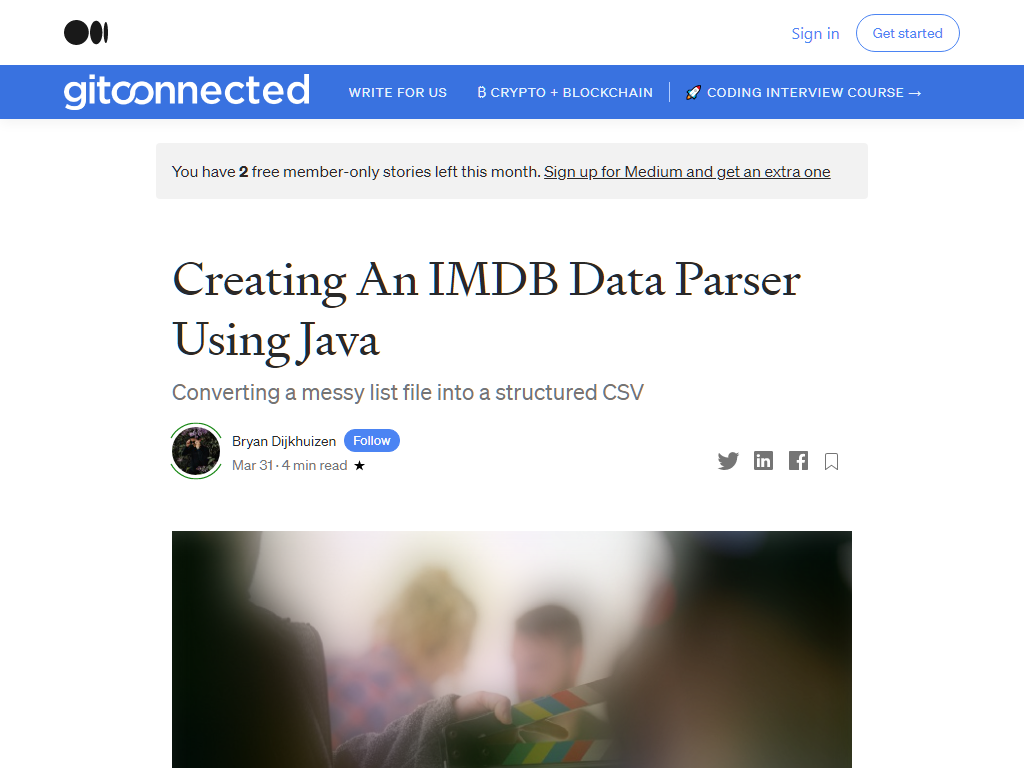 Sign in
Get started
gitconnected
WRITE FOR US
₿ CRYPTO + BLOCKCHAIN
🚀 CODING INTERVIEW COURSE →
You have 2 free member-only stories left this month. Sign up for Medium and get an extra one
Creating An IMDB Data Parser
Using Java
Converting a messy list file into a structured CSV
Bryan Dijkhuizen
Follow
Mar 31 · 4 min read ★
in